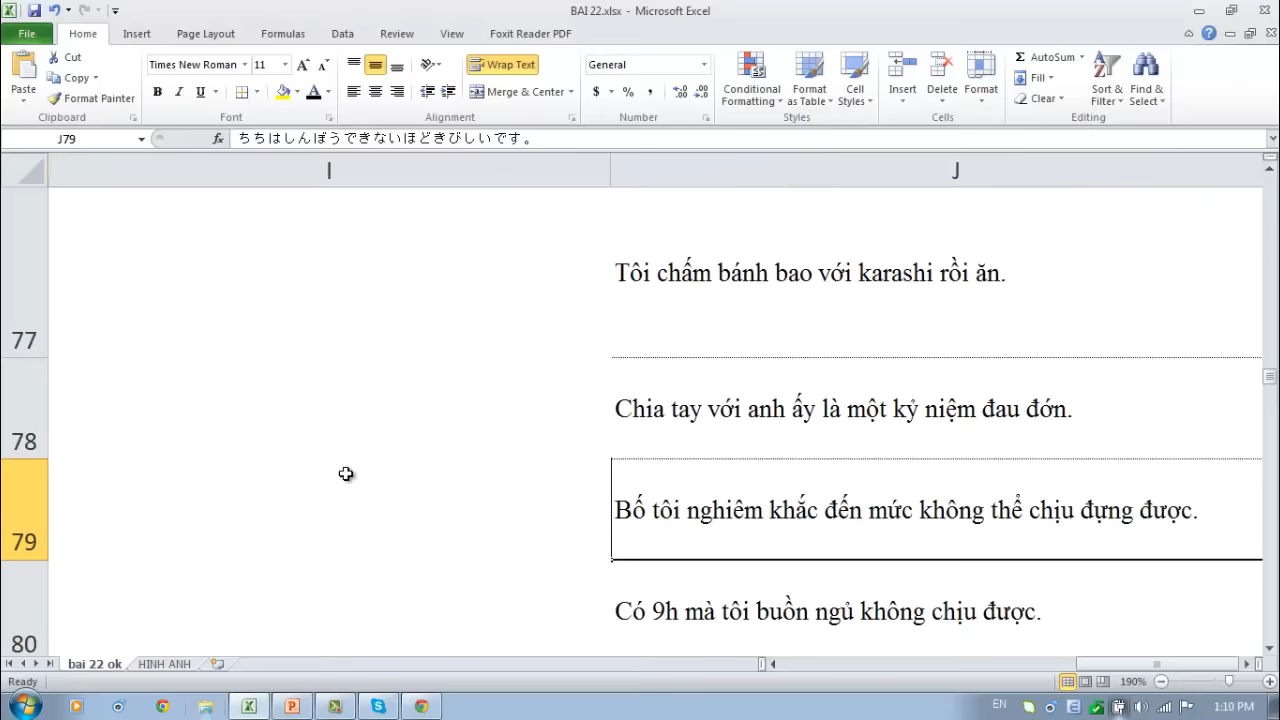 BAI 22.xlsx - Microsoft Excel
File Home Insert Page Layout Formulas Data Review View Foxit Reader PDF
Cut
Copy
Format Painter
Paste
Clipboard
Times New Roman 11
B I U
Font
Wrap Text
Merge & Center
Alignment
General
$ % ,
Number
Conditional Formatting
Format as Table
Cell Styles
Styles
Insert Delete Format
Cells
AutoSum
Fill
Clear
Sort & Filter
Find & Select
Editing
J79
fx
ちちはしんぼうできないほどきびしいです。
I J
77
Tôi chấm bánh bao với karashi rồi ăn.
78
Chia tay với anh ấy là một kỷ niệm đau đớn.
79
Bố tôi nghiêm khắc đến mức không thể chịu đựng được.
80
Có 9h mà tôi buồn ngủ không chịu được.
bai 22 ok HINH ANH
Ready
190%
EN
1:10 PM